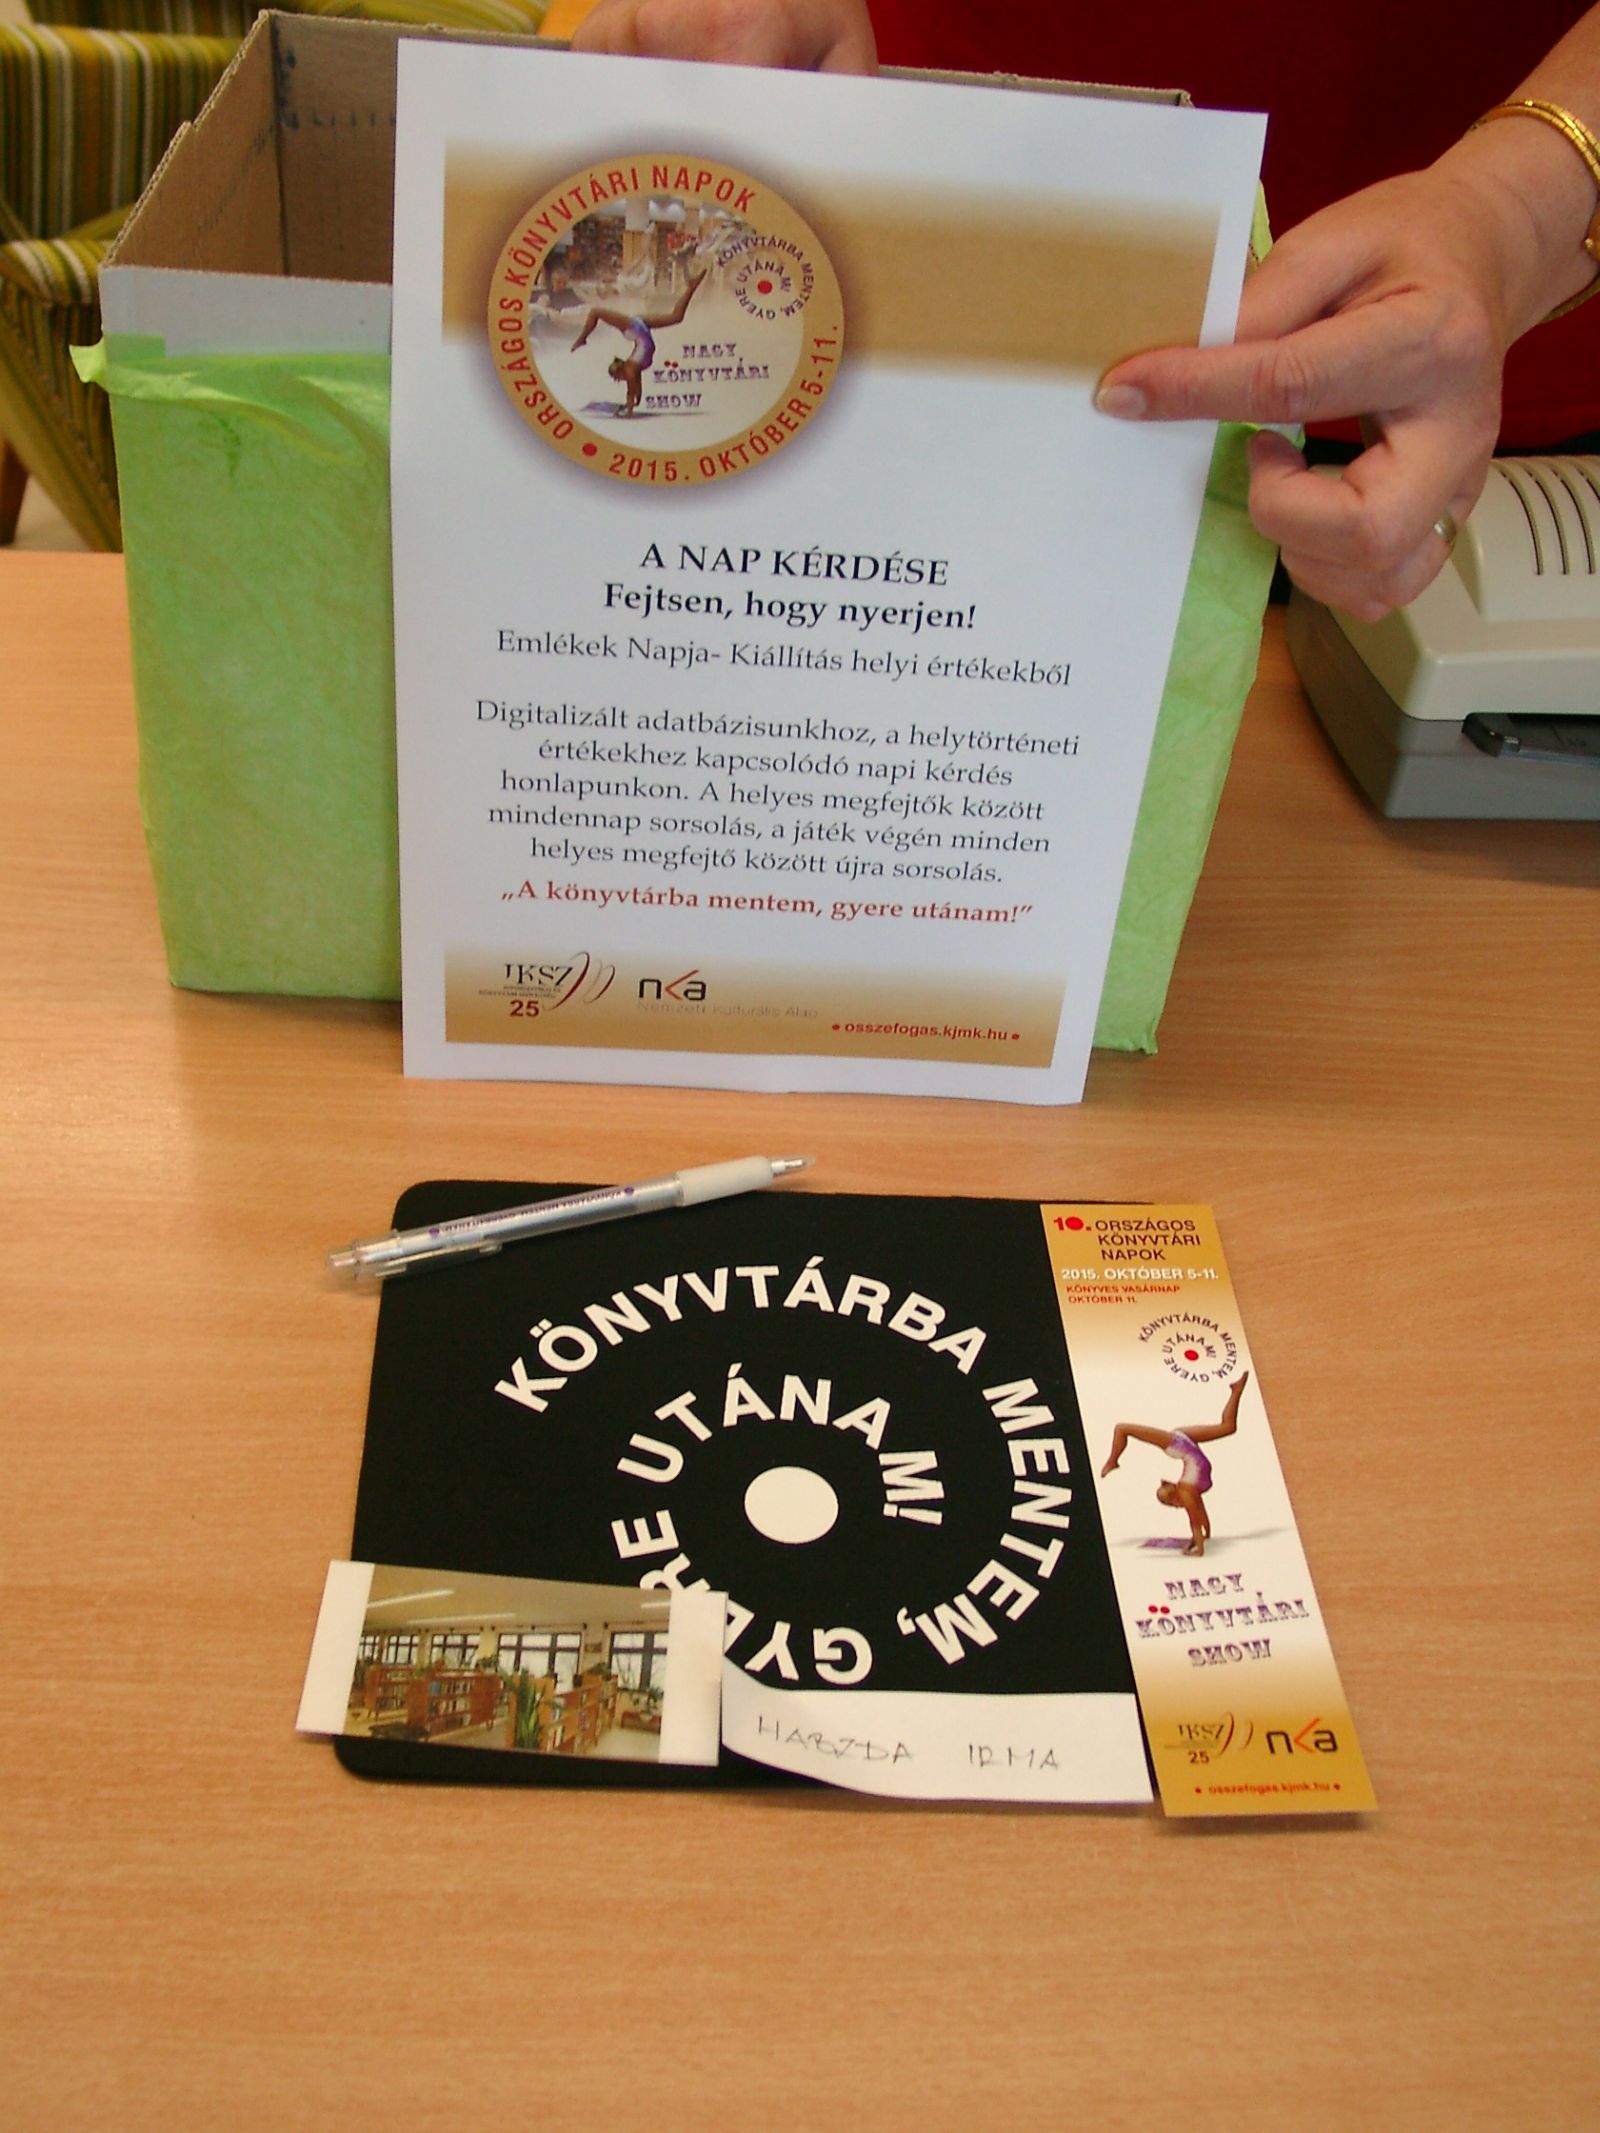 ORSZÁGOS KÖNYVTÁRI NAPOK
2015. OKTÓBER 5-11.
KÖNYVTÁRBA MENTEM, GYERE UTÁNAM!
NAGY
KÖNYVTÁRI
SHOW
A NAP KÉRDÉSE
Fejtsen, hogy nyerjen!
Emlékek Napja- Kiállítás helyi értékekből
Digitalizált adatbázisunkhoz, a helytörténeti
értékekhez kapcsolódó napi kérdés
honlapunkon. A helyes megfejtők között
mindennap sorsolás, a játék végén minden
helyes megfejtő között újra sorsolás.
„A könyvtárba mentem, gyere utánam!”
IKSZ
25
nka
Nemzeti Kulturális Alap
osszefogas.kjmk.hu
KÖNYVTÁRBA MENTEM, GYERE UTÁNAM!
KÖNYVTÁRBA MENTEM, GYERE UTÁNAM!
10. ORSZÁGOS
KÖNYVTÁRI
NAPOK
2015. OKTÓBER 5-11.
KÖNYVES VASÁRNAP
OKTÓBER 11.
KÖNYVTÁRBA MENTEM, GYERE UTÁNAM!
NAGY
KÖNYVTÁRI
SHOW
IKSZ
25
nka
osszefogas.kjmk.hu
IRMA